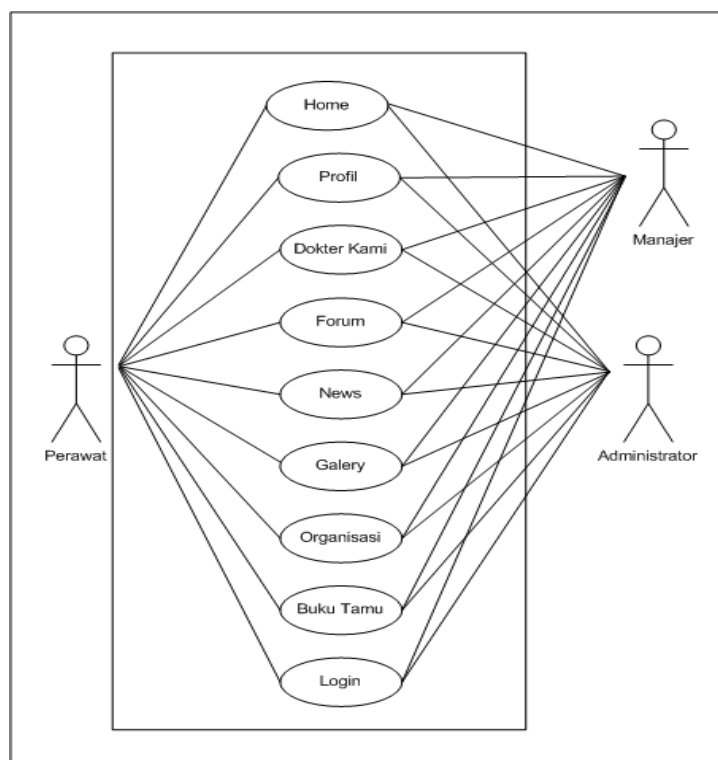 Home
Profil
Dokter Kami
Forum
News
Galery
Organisasi
Buku Tamu
Login
Perawat
Manajer
Administrator